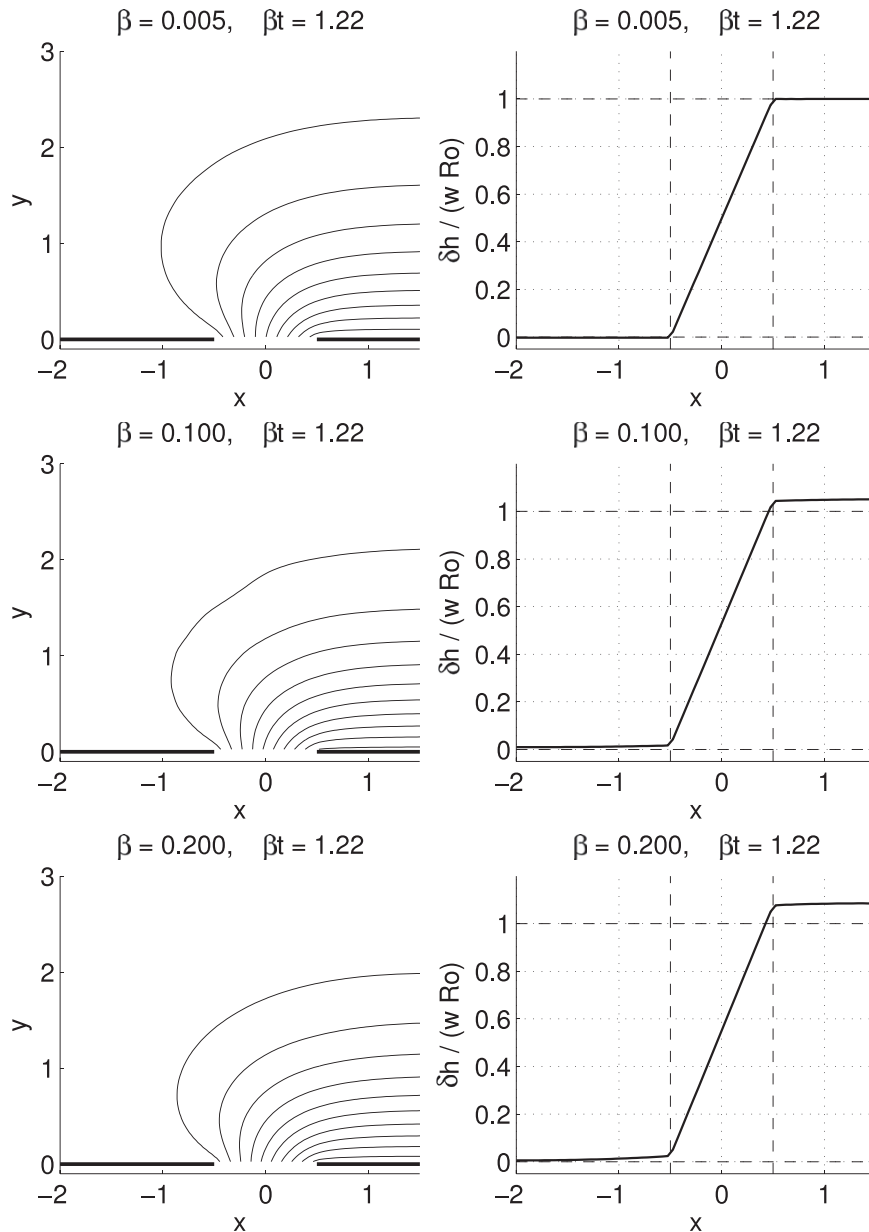 β = 0.005, βt = 1.22
3
2
1
0
y
−2 −1 0 1
x
β = 0.005, βt = 1.22
1
0.8
0.6
0.4
0.2
0
δh / (w Ro)
−2 −1 0 1
x
β = 0.100, βt = 1.22
3
2
1
0
y
−2 −1 0 1
x
β = 0.100, βt = 1.22
1
0.8
0.6
0.4
0.2
0
δh / (w Ro)
−2 −1 0 1
x
β = 0.200, βt = 1.22
3
2
1
0
y
−2 −1 0 1
x
β = 0.200, βt = 1.22
1
0.8
0.6
0.4
0.2
0
δh / (w Ro)
−2 −1 0 1
x